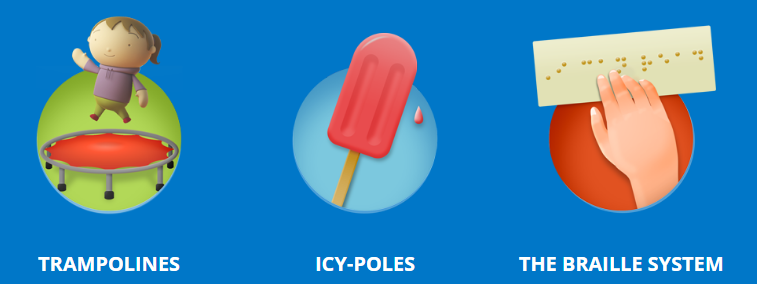 TRAMPOLINES
ICY-POLES
THE BRAILLE SYSTEM